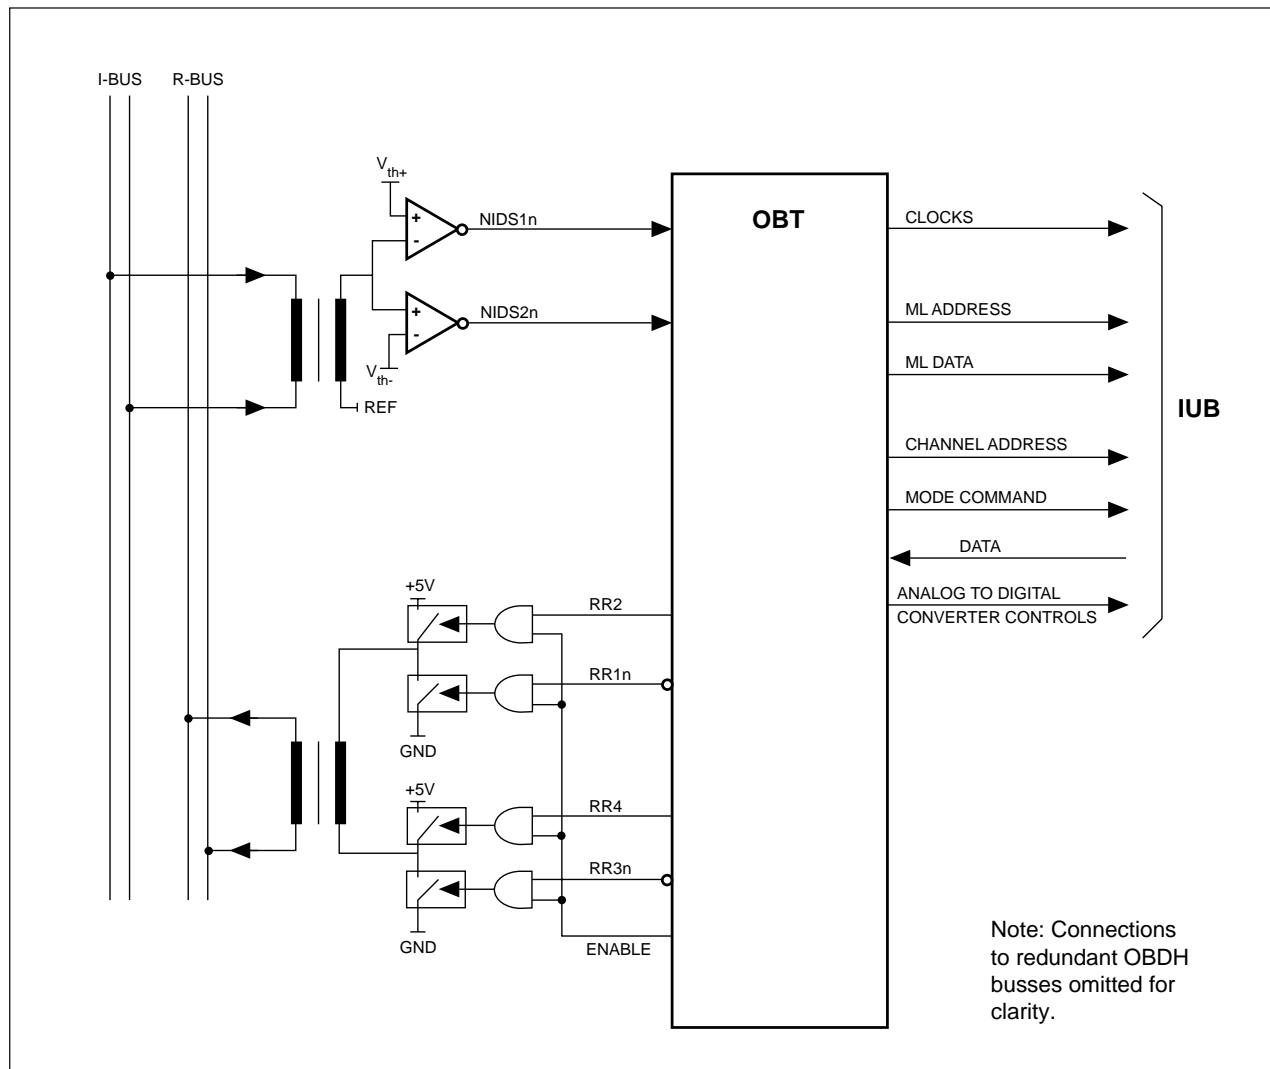 I-BUS R-BUS
Vth+
+
-
NIDS1n
+
-
NIDS2n
Vth-
REF
OBT
CLOCKS
ML ADDRESS
ML DATA
CHANNEL ADDRESS
MODE COMMAND
DATA
ANALOG TO DIGITAL
CONVERTER CONTROLS
IUB
+5V
RR2
RR1n
GND
+5V
RR4
RR3n
GND
ENABLE
Note: Connections
to redundant OBDH
busses omitted for
clarity.